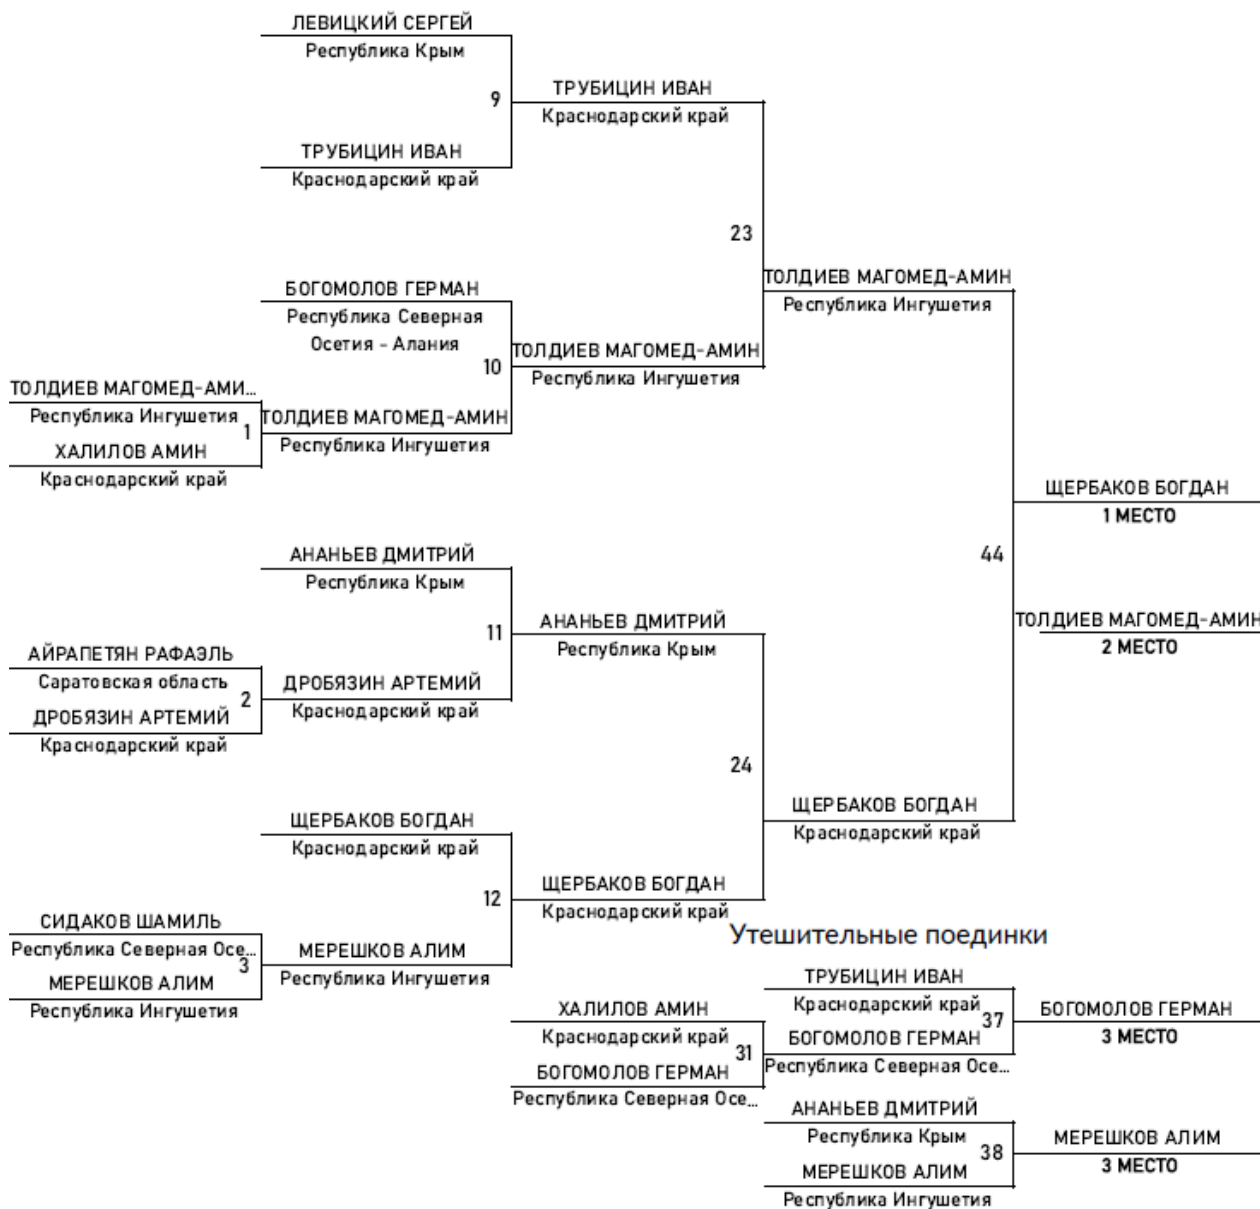 ЛЕВИЦКИЙ СЕРГЕЙ
Республика Крым
9
ТРУБИЦИН ИВАН
Краснодарский край
ТРУБИЦИН ИВАН
Краснодарский край
23
ТОЛДИЕВ МАГОМЕД-АМИН
Республика Ингушетия
БОГОМОЛОВ ГЕРМАН
Республика Северная
Осетия - Алания
10
ТОЛДИЕВ МАГОМЕД-АМИН
Республика Ингушетия
ТОЛДИЕВ МАГОМЕД-АМИ...
Республика Ингушетия
1
ТОЛДИЕВ МАГОМЕД-АМИН
Республика Ингушетия
ХАЛИЛОВ АМИН
Краснодарский край
ЩЕРБАКОВ БОГДАН
1 МЕСТО
44
ТОЛДИЕВ МАГОМЕД-АМИН
2 МЕСТО
АНАНЬЕВ ДМИТРИЙ
Республика Крым
11
АНАНЬЕВ ДМИТРИЙ
Республика Крым
АЙРАПЕТЯН РАФАЭЛЬ
Саратовская область
2
ДРОБЯЗИН АРТЕМИЙ
Краснодарский край
ДРОБЯЗИН АРТЕМИЙ
Краснодарский край
24
ЩЕРБАКОВ БОГДАН
Краснодарский край
ЩЕРБАКОВ БОГДАН
Краснодарский край
12
ЩЕРБАКОВ БОГДАН
Краснодарский край
СИДАКОВ ШАМИЛЬ
Республика Северная Осе...
3
МЕРЕШКОВ АЛИМ
Республика Ингушетия
МЕРЕШКОВ АЛИМ
Республика Ингушетия
Утешительные поединки
ТРУБИЦИН ИВАН
Краснодарский край
37
БОГОМОЛОВ ГЕРМАН
3 МЕСТО
ХАЛИЛОВ АМИН
Краснодарский край
31
БОГОМОЛОВ ГЕРМАН
Республика Северная Осе...
БОГОМОЛОВ ГЕРМАН
Республика Северная Осе...
АНАНЬЕВ ДМИТРИЙ
Республика Крым
38
МЕРЕШКОВ АЛИМ
3 МЕСТО
МЕРЕШКОВ АЛИМ
Республика Ингушетия